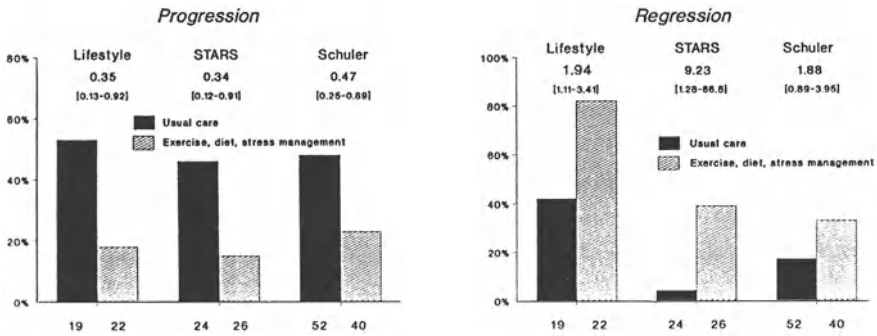 Progression
Lifestyle STARS Schuler
0.35 0.34 0.47
[0.13-0.92] [0.12-0.91] [0.25-0.89]
Usual care
Exercise, diet, stress management
80%
60%
40%
20%
0%
19 22 24 26 52 40
Regression
Lifestyle STARS Schuler
1.94 9.23 1.88
[1.11-3.41] [1.28-66.6] [0.89-3.95]
Usual care
Exercise, diet, stress management
100%
80%
60%
40%
20%
0%
19 22 24 26 52 40